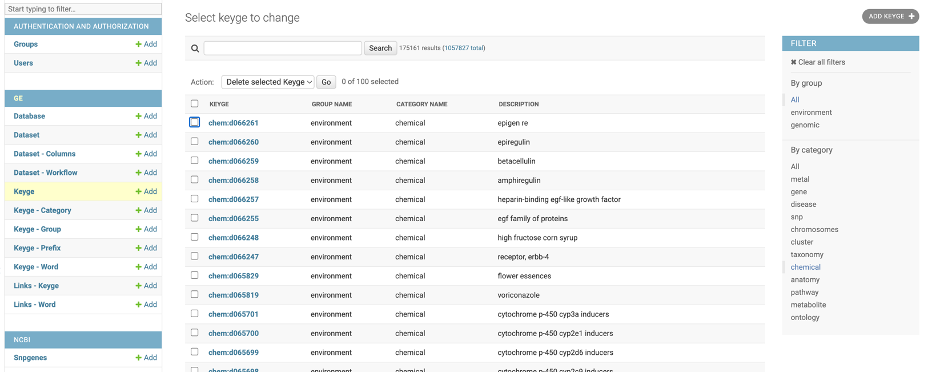 Start typing to filter...
AUTHENTICATION AND AUTHORIZATION
Groups + Add
Users + Add
GE
Database + Add
Dataset + Add
Dataset - Columns + Add
Dataset - Workflow + Add
Keyge + Add
Keyge - Category + Add
Keyge - Group + Add
Keyge - Prefix + Add
Keyge - Word + Add
Links - Keyge + Add
Links - Word + Add
NCBI
Snpgenes + Add
Select keyge to change
ADD KEYGE +
Search 175161 results (1057827 total)
Action: Delete selected Keyge Go 0 of 100 selected
KEYGE GROUP NAME CATEGORY NAME DESCRIPTION
chem:d066261 environment chemical epigen re
chem:d066260 environment chemical epiregulin
chem:d066259 environment chemical betacellulin
chem:d066258 environment chemical amphiregulin
chem:d066257 environment chemical heparin-binding egf-like growth factor
chem:d066255 environment chemical egf family of proteins
chem:d066248 environment chemical high fructose corn syrup
chem:d066247 environment chemical receptor, erbb-4
chem:d065829 environment chemical flower essences
chem:d065819 environment chemical voriconazole
chem:d065701 environment chemical cytochrome p-450 cyp3a inducers
chem:d065700 environment chemical cytochrome p-450 cyp2e1 inducers
chem:d065699 environment chemical cytochrome p-450 cyp2d6 inducers
chem:d065698 environment chemical cytochrome p-450 cyp2c9 inducers
FILTER
✖ Clear all filters
By group
All
environment
genomic
By category
All
metal
gene
disease
snp
chromosomes
cluster
taxonomy
chemical
anatomy
pathway
metabolite
ontology